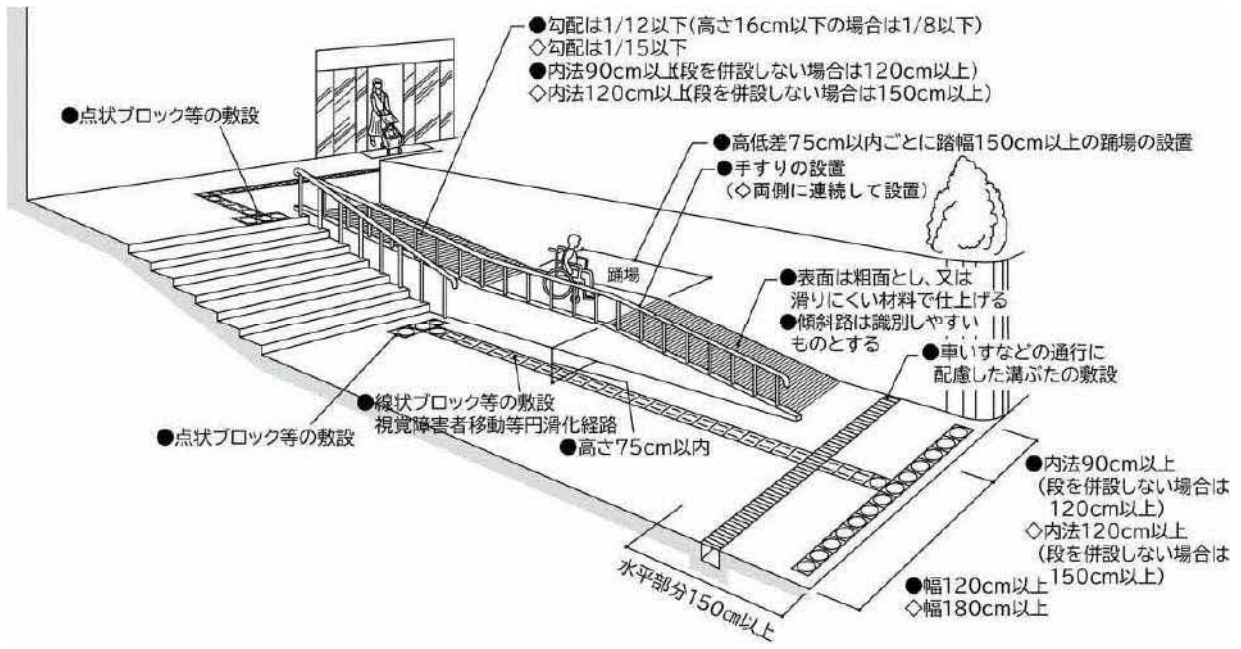 ●勾配は1/12以下(高さ16cm以下の場合は1/8以下)
◇勾配は1/15以下
●内法90cm以上(段を併設しない場合は120cm以上)
◇内法120cm以上(段を併設しない場合は150cm以上)
●点状ブロック等の敷設
●高低差75cm以内ごとに踏幅150cm以上の踊場の設置
●手すりの設置
(◇両側に連続して設置)
踊場
●表面は粗面とし、又は
滑りにくい材料で仕上げる
●傾斜路は識別しやすい
ものとする
●車いすなどの通行に
配慮した溝ぶたの敷設
●線状ブロック等の敷設
視覚障害者移動等円滑化経路
●点状ブロック等の敷設
●高さ75cm以内
●内法90cm以上
(段を併設しない場合は
120cm以上)
◇内法120cm以上
(段を併設しない場合は
150cm以上)
●幅120cm以上
◇幅180cm以上
水平部分150cm以上